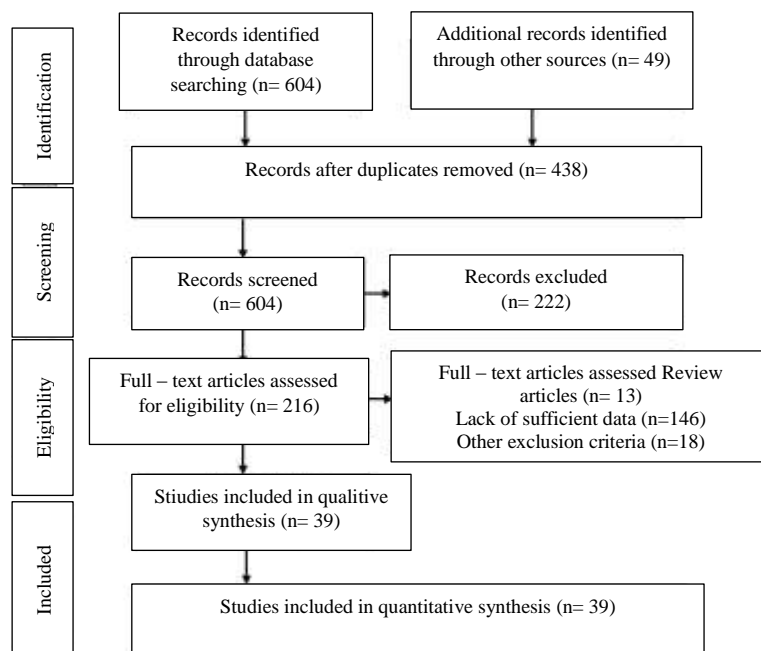 Identification
Records identified
through database
searching (n= 604)
Additional records identified
through other sources (n= 49)
Records after duplicates removed (n= 438)
Screening
Records screened
(n= 604)
Records excluded
(n= 222)
Eligibility
Full – text articles assessed
for eligibility (n= 216)
Full – text articles assessed Review
articles (n= 13)
Lack of sufficient data (n=146)
Other exclusion criteria (n=18)
Included
Stiudies included in qualitive
synthesis (n= 39)
Studies included in quantitative synthesis (n= 39)